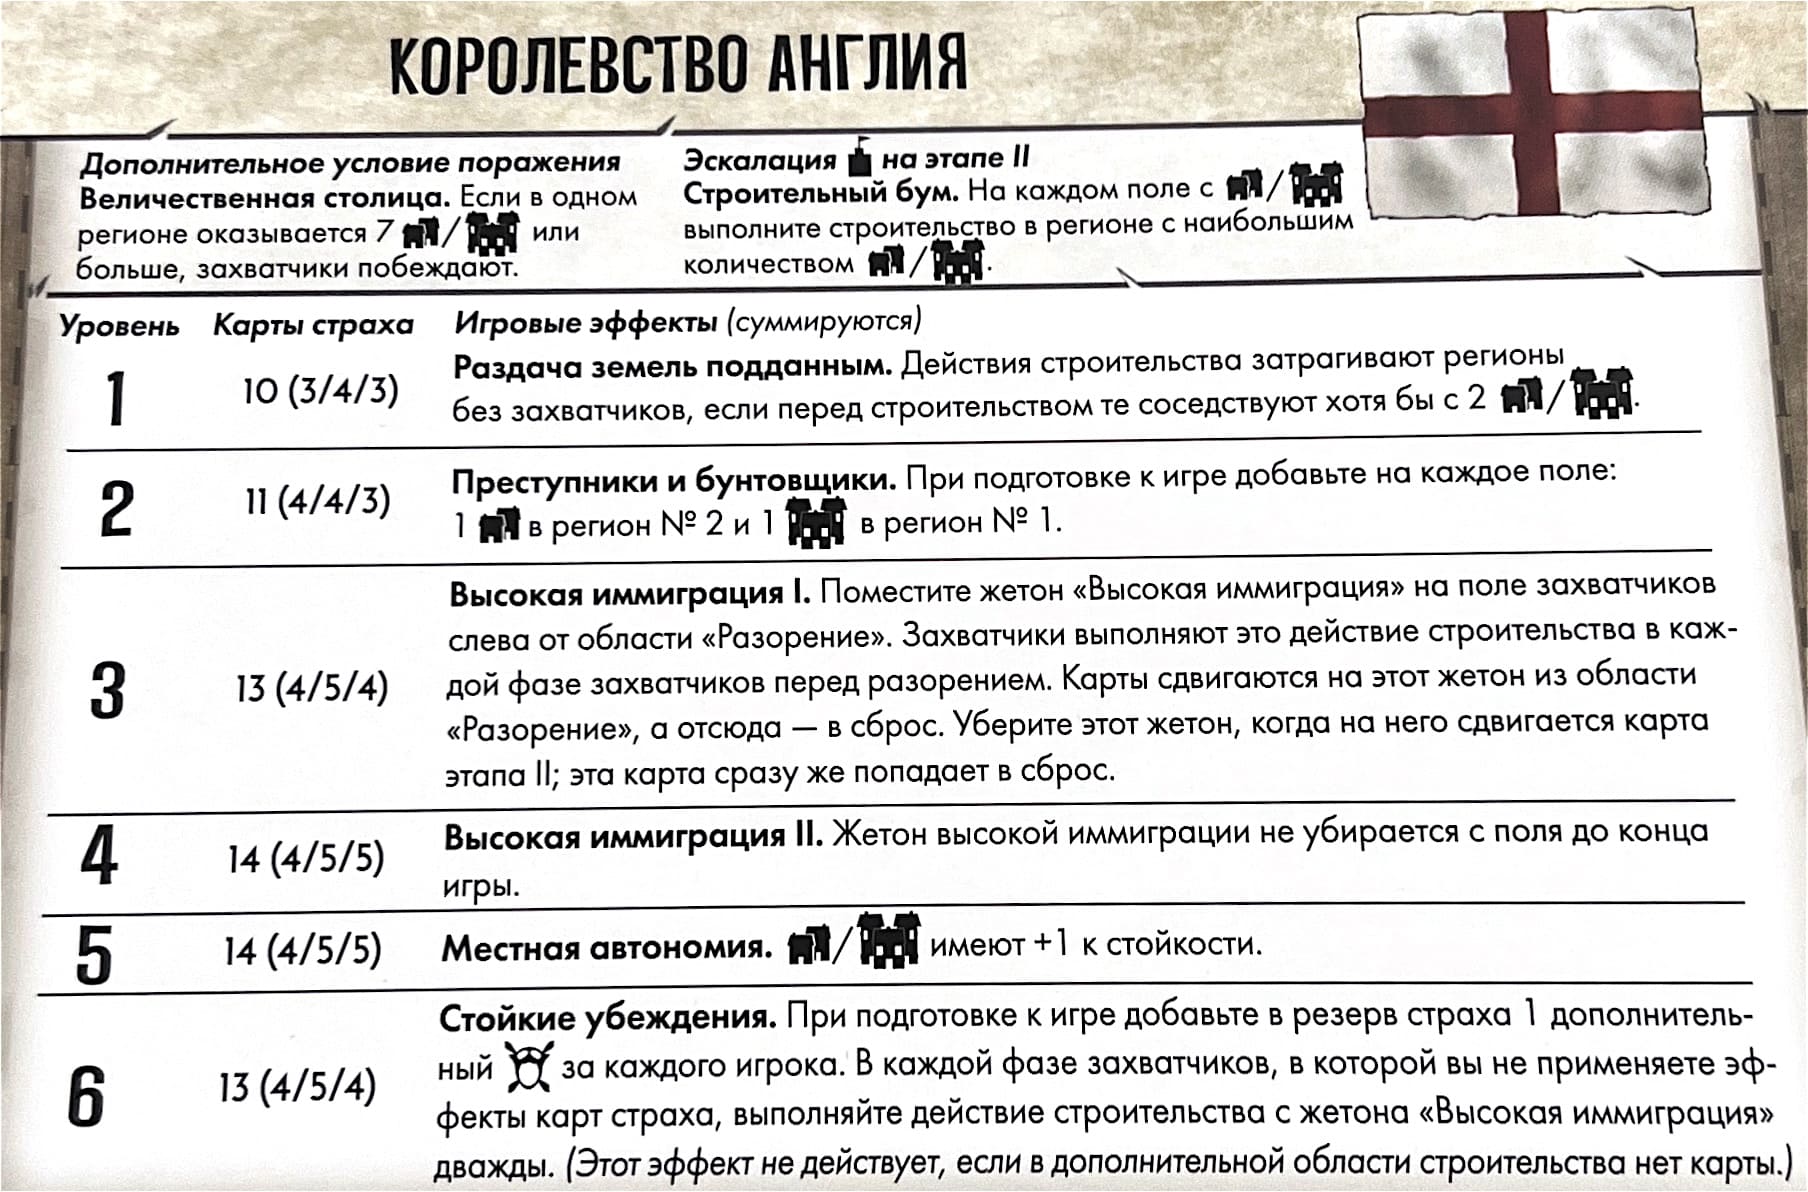 КОРОЛЕВСТВО АНГЛИЯ
Дополнительное условие поражения
Величественная столица. Если в одном
регионе оказывается 7 / или
больше, захватчики побеждают.
Эскалация на этапе II
Строительный бум. На каждом поле с /
выполните строительство в регионе с наибольшим
количеством / .
Уровень Карты страха Игровые эффекты (суммируются)
1 10 (3/4/3) Раздача земель подданным. Действия строительства затрагивают регионы
без захватчиков, если перед строительством те соседствуют хотя бы с 2 / .
2 11 (4/4/3) Преступники и бунтовщики. При подготовке к игре добавьте на каждое поле:
1 в регион № 2 и 1 в регион № 1.
3 13 (4/5/4) Высокая иммиграция I. Поместите жетон «Высокая иммиграция» на поле захватчиков
слева от области «Разорение». Захватчики выполняют это действие строительства в каж-
дой фазе захватчиков перед разорением. Карты сдвигаются на этот жетон из области
«Разорение», а отсюда — в сброс. Уберите этот жетон, когда на него сдвигается карта
этапа II; эта карта сразу же попадает в сброс.
4 14 (4/5/5) Высокая иммиграция II. Жетон высокой иммиграции не убирается с поля до конца
игры.
5 14 (4/5/5) Местная автономия. / имеют +1 к стойкости.
6 13 (4/5/4) Стойкие убеждения. При подготовке к игре добавьте в резерв страха 1 дополнитель-
ный за каждого игрока. В каждой фазе захватчиков, в которой вы не применяете эф-
фекты карт страха, выполняйте действие строительства с жетона «Высокая иммиграция»
дважды. (Этот эффект не действует, если в дополнительной области строительства нет карты.)